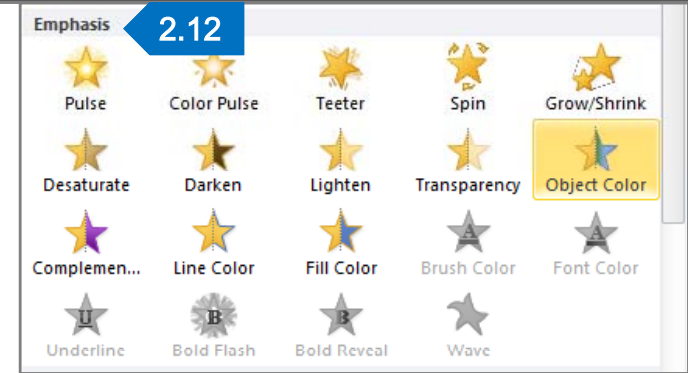 Emphasis 2.12
Pulse Color Pulse Teeter Spin Grow/Shrink
Desaturate Darken Lighten Transparency Object Color
Complemen... Line Color Fill Color Brush Color Font Color
A A
U B B
Underline Bold Flash Bold Reveal Wave